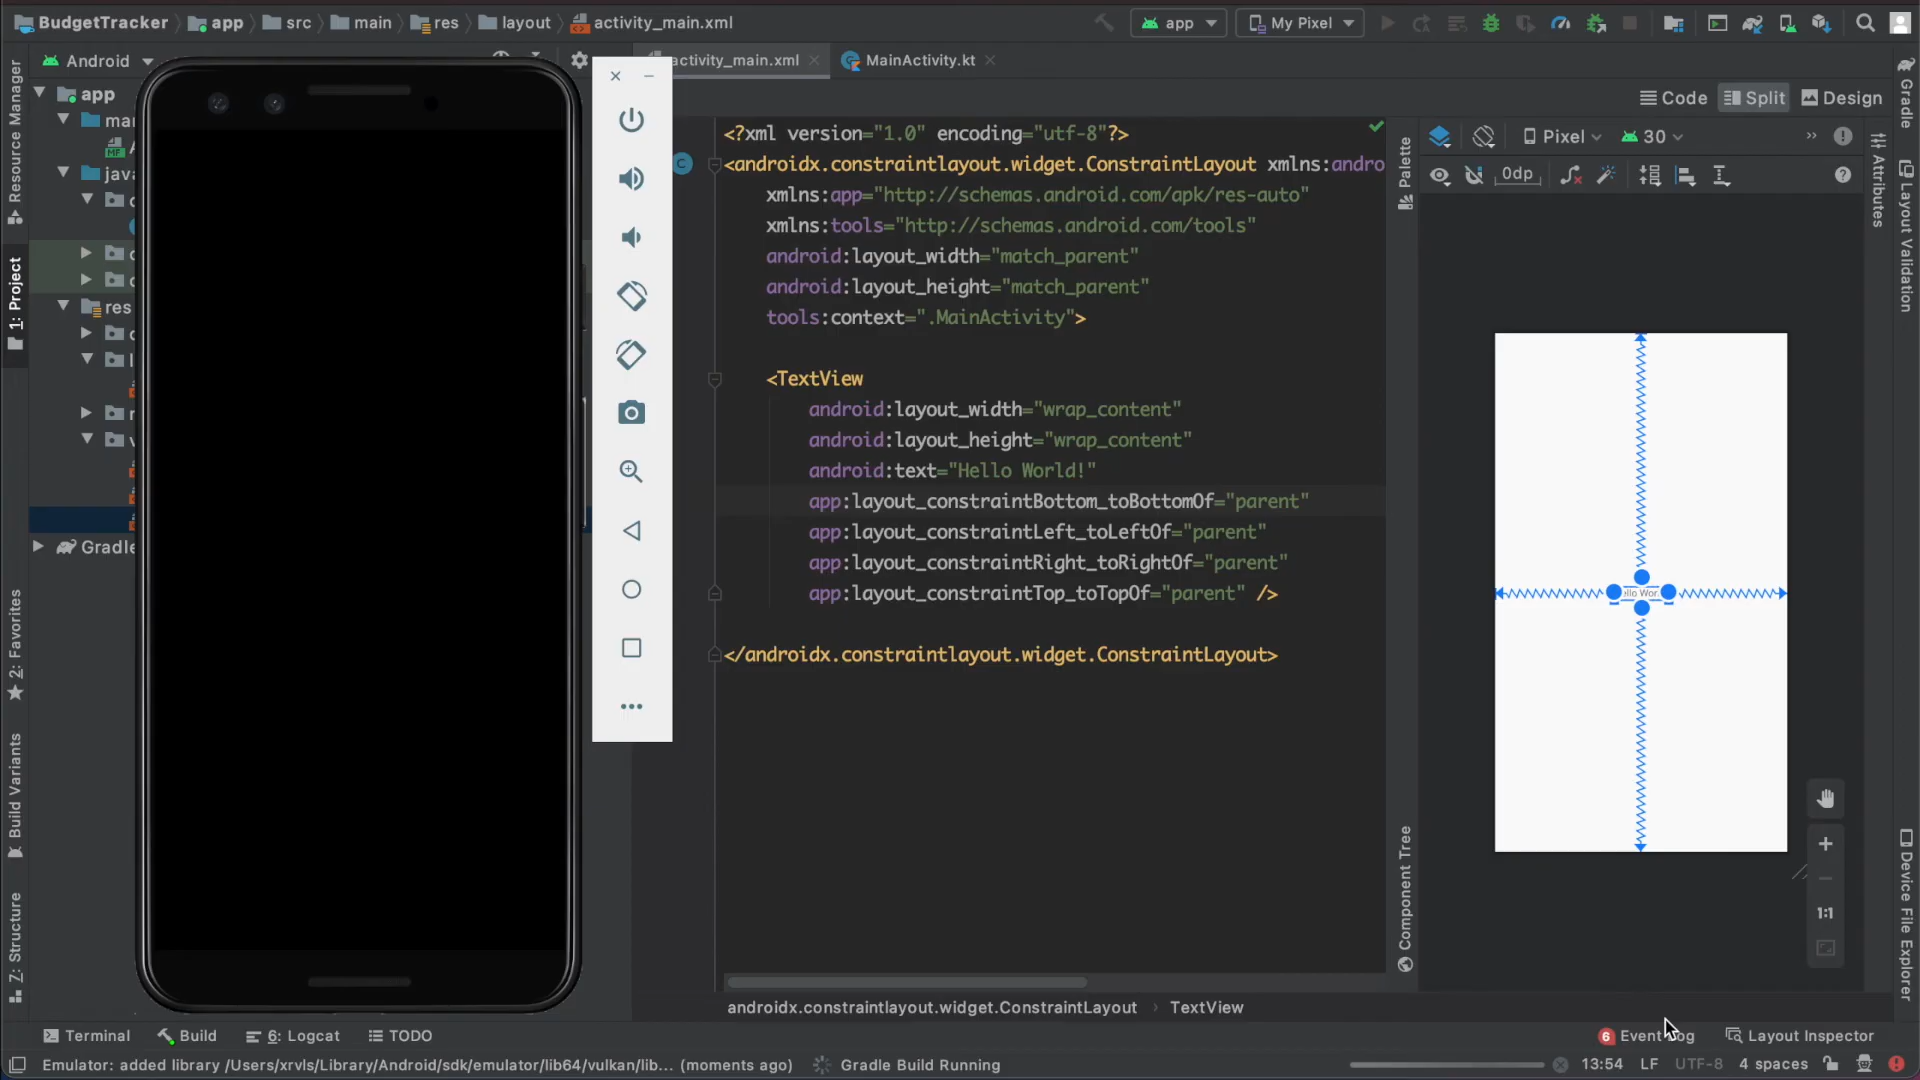 BudgetTracker app src main res layout activity_main.xml app My Pixel
Android activity_main.xml MainActivity.kt
Code Split Design
Resource Manager
1: Project
2: Favorites
Build Variants
Z: Structure
app
java
res
Gradle
<?xml version="1.0" encoding="utf-8"?>
<androidx.constraintlayout.widget.ConstraintLayout xmlns:andro
xmlns:app="http://schemas.android.com/apk/res-auto"
xmlns:tools="http://schemas.android.com/tools"
android:layout_width="match_parent"
android:layout_height="match_parent"
tools:context=".MainActivity">
<TextView
android:layout_width="wrap_content"
android:layout_height="wrap_content"
android:text="Hello World!"
app:layout_constraintBottom_toBottomOf="parent"
app:layout_constraintLeft_toLeftOf="parent"
app:layout_constraintRight_toRightOf="parent"
app:layout_constraintTop_toTopOf="parent" />
</androidx.constraintlayout.widget.ConstraintLayout>
Palette
Component Tree
Pixel 30
0dp
1:1
Gradle
Attributes
Layout Validation
Device File Explorer
androidx.constraintlayout.widget.ConstraintLayout › TextView
Terminal Build 6: Logcat TODO 6 Event Log Layout Inspector
Emulator: added library /Users/xrvls/Library/Android/sdk/emulator/lib64/vulkan/lib... (moments ago) Gradle Build Running 13:54 LF UTF-8 4 spaces